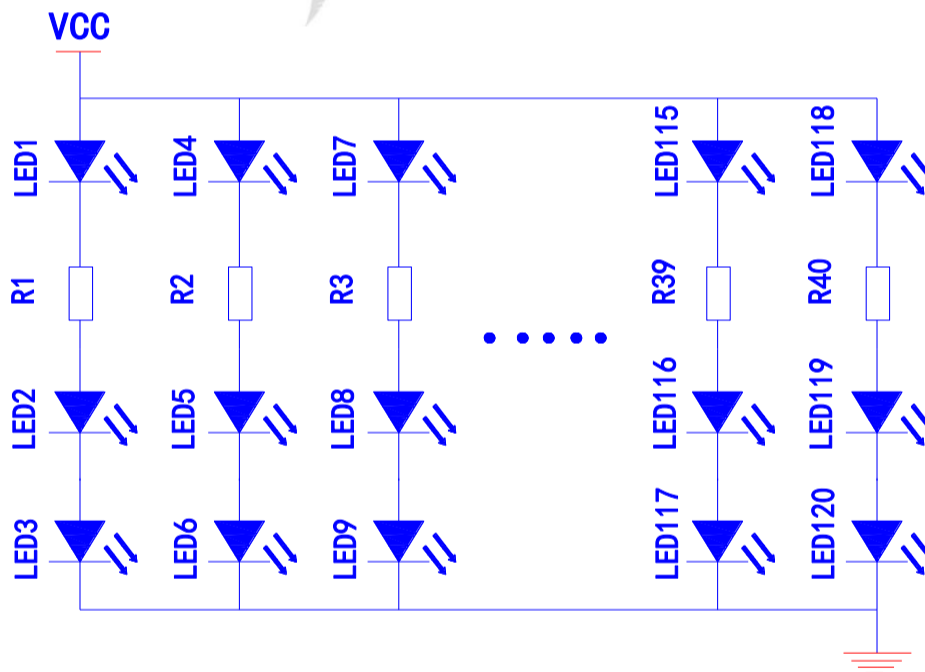 VCC
LED1
LED4
LED7
LED115
LED118
R1
R2
R3
R39
R40
LED2
LED5
LED8
LED116
LED119
LED3
LED6
LED9
LED117
LED120